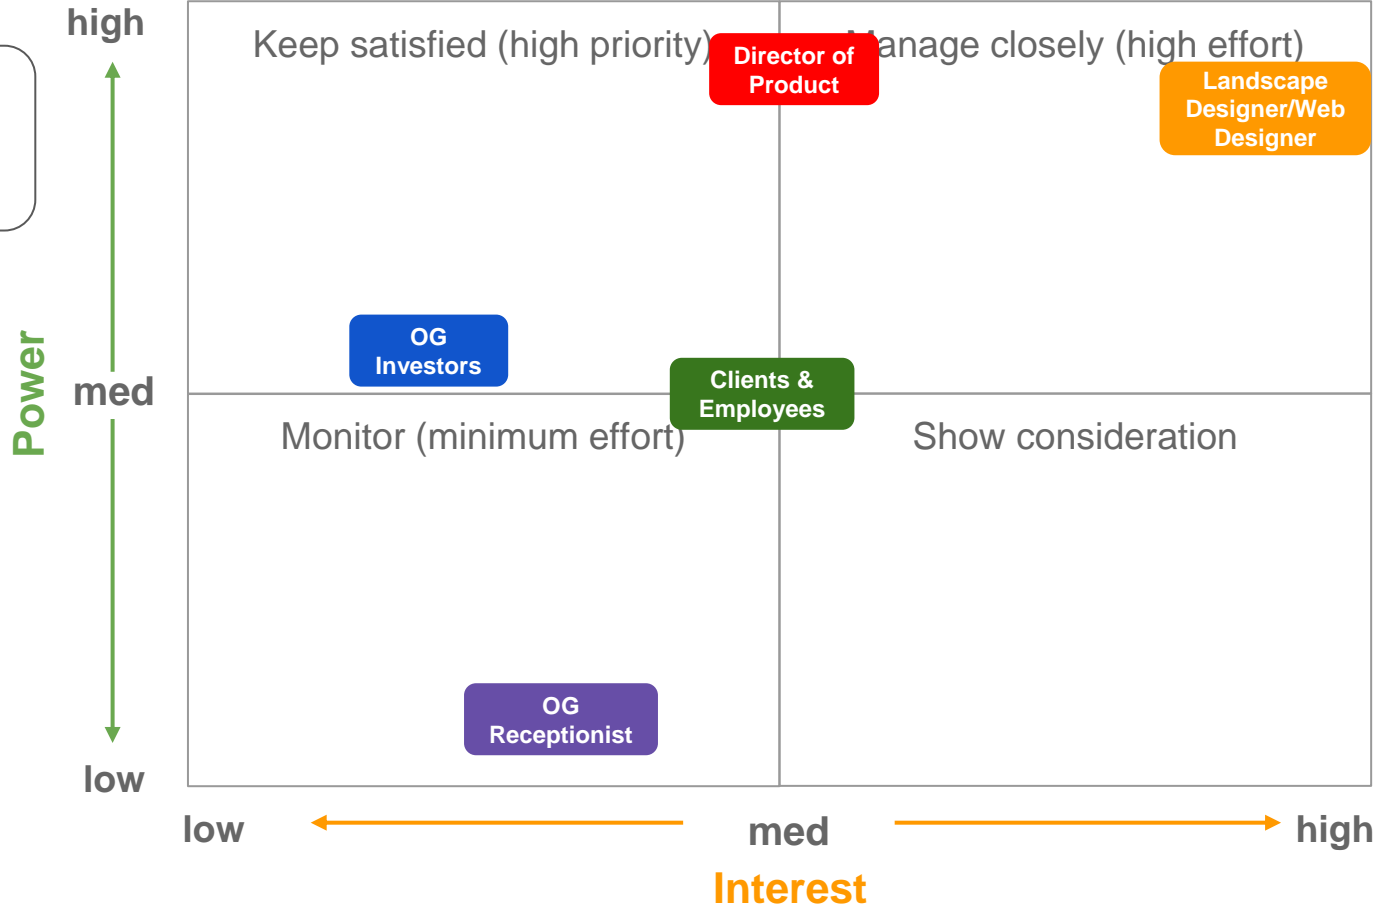 high
Keep satisfied (high priority)
Manage closely (high effort)
Director of
Product
Landscape
Designer/Web
Designer
Power
OG
Investors
med
Clients &
Employees
Monitor (minimum effort)
Show consideration
OG
Receptionist
low
low
med
high
Interest